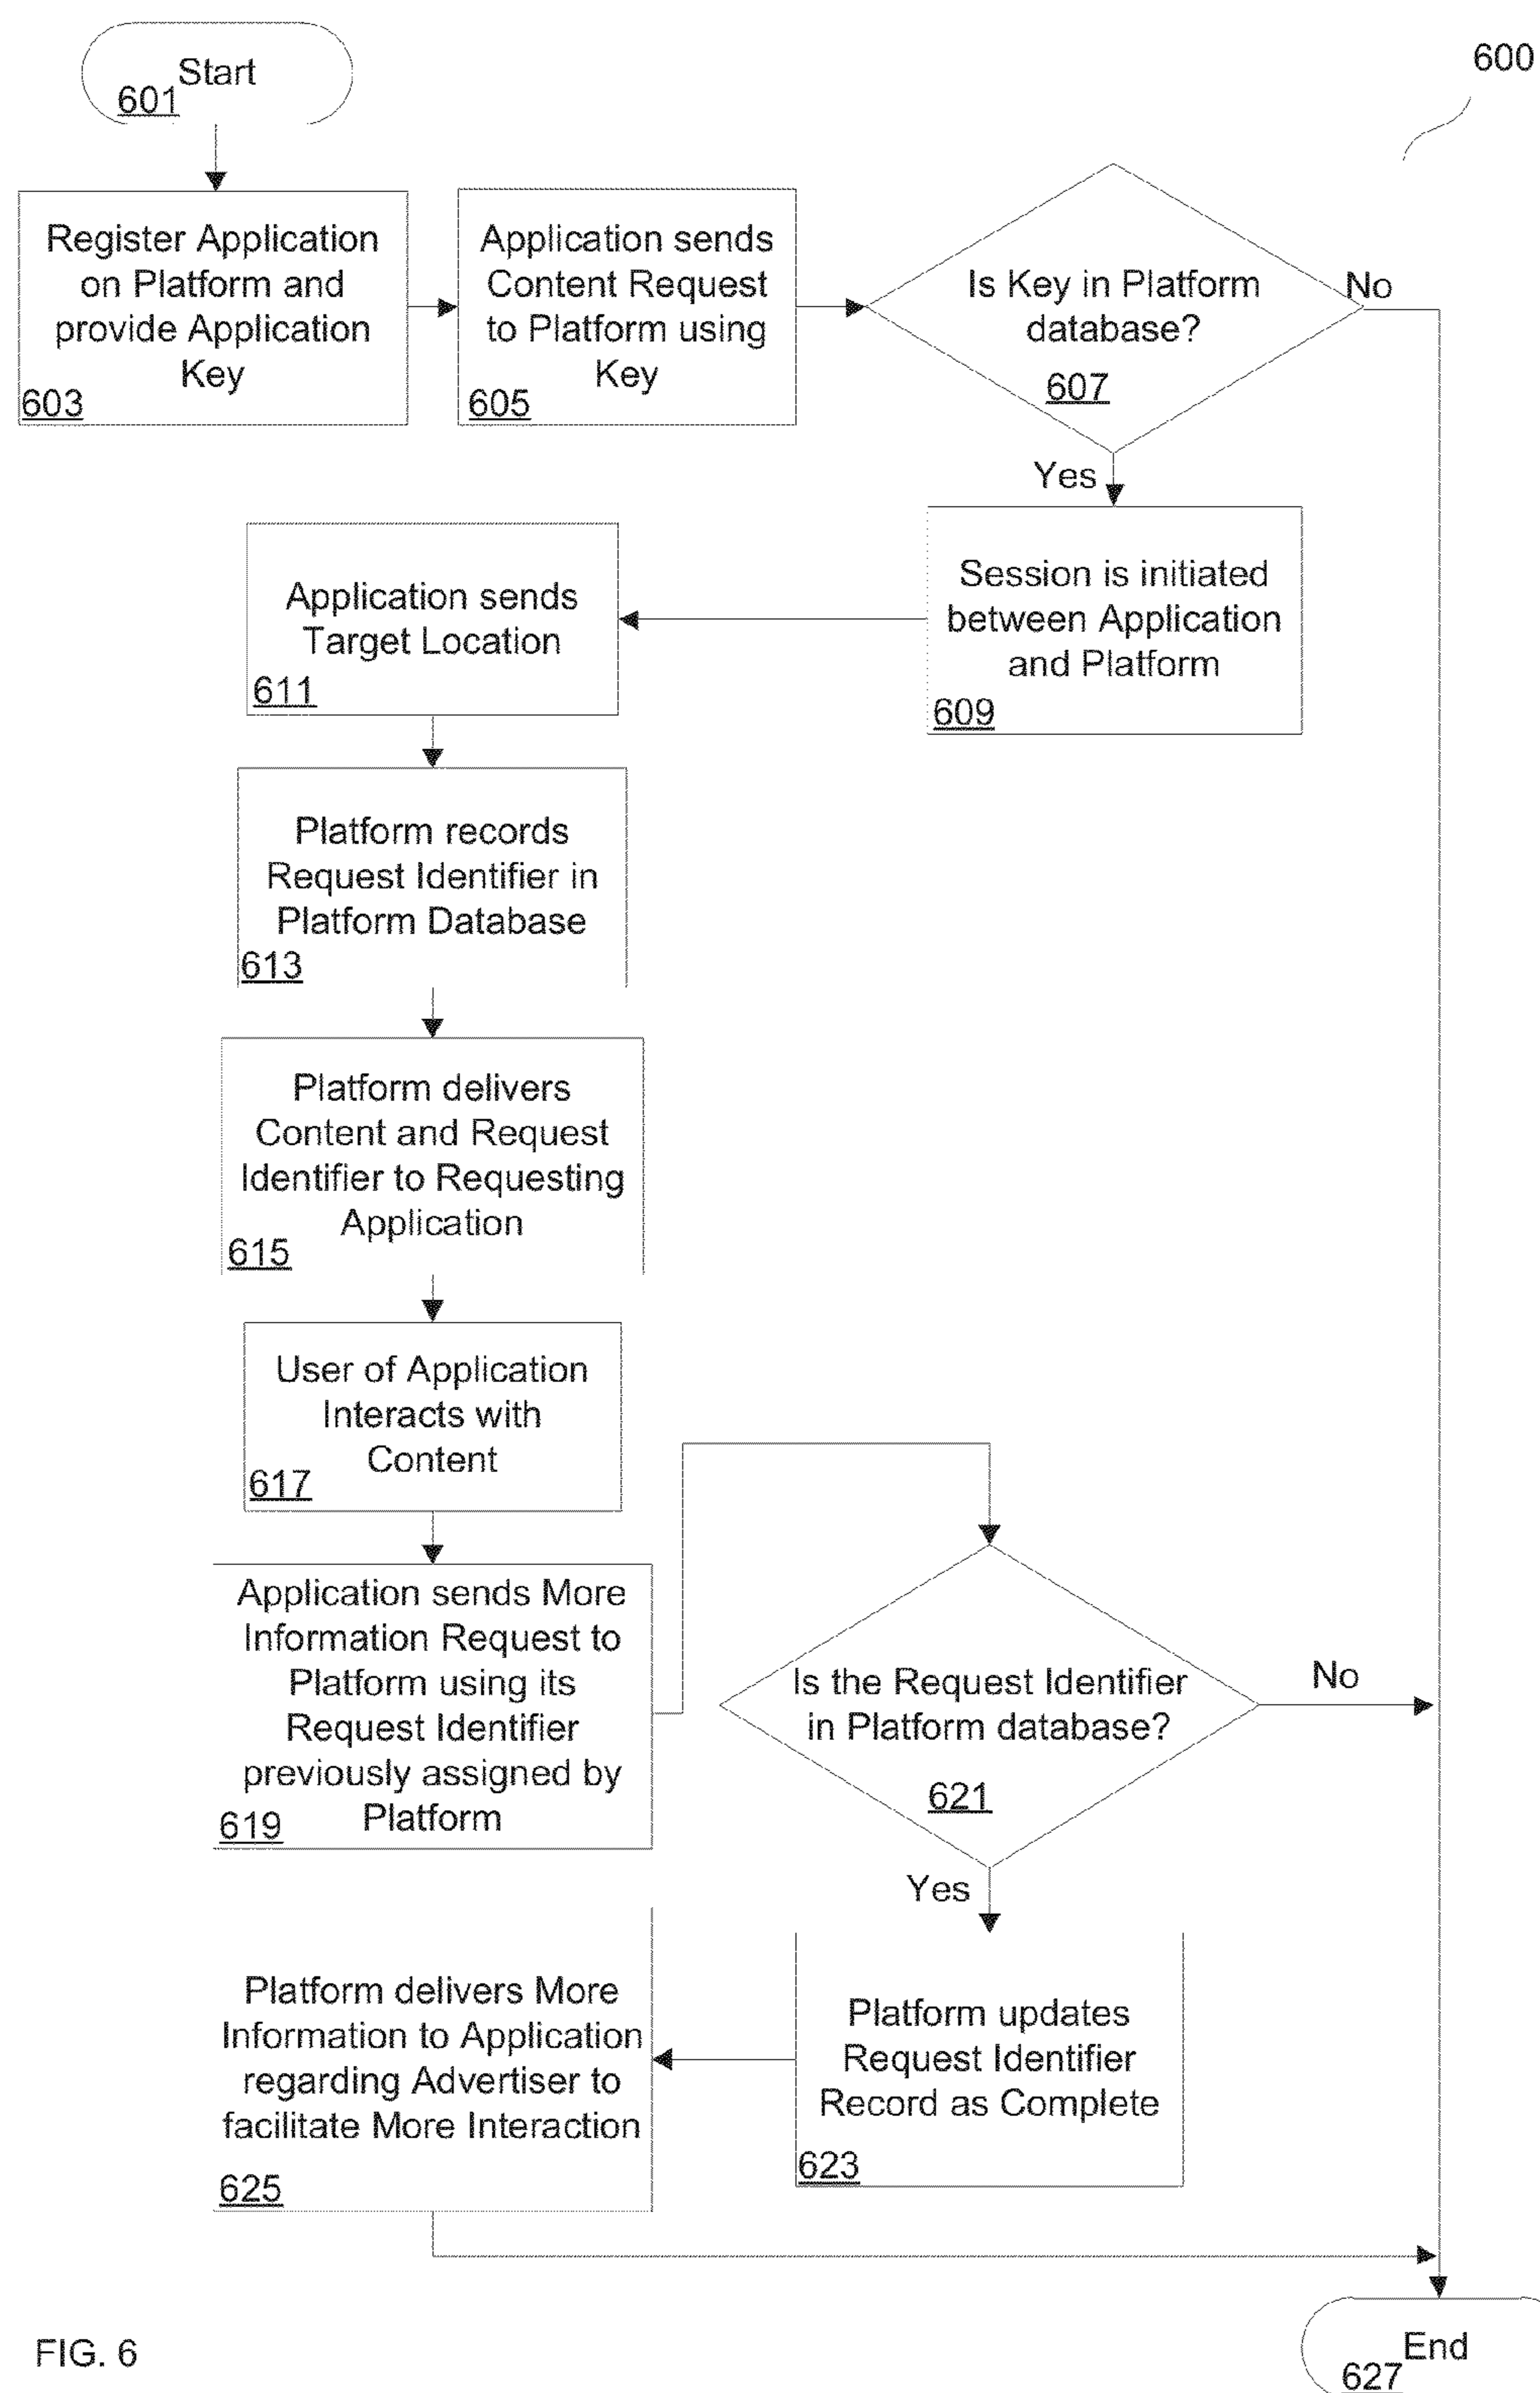 600
Start
601
Register Application
on Platform and
provide Application
Key
603
Application sends
Content Request
to Platform using
Key
605
Is Key in Platform
database?
607
No
Yes
Session is initiated
between Application
and Platform
609
Application sends
Target Location
611
Platform records
Request Identifier in
Platform Database
613
Platform delivers
Content and Request
Identifier to Requesting
Application
615
User of Application
Interacts with
Content
617
Application sends More
Information Request to
Platform using its
Request Identifier
previously assigned by
Platform
619
Is the Request Identifier
in Platform database?
621
No
Yes
Platform updates
Request Identifier
Record as Complete
623
Platform delivers More
Information to Application
regarding Advertiser to
facilitate More Interaction
625
End
627
FIG. 6